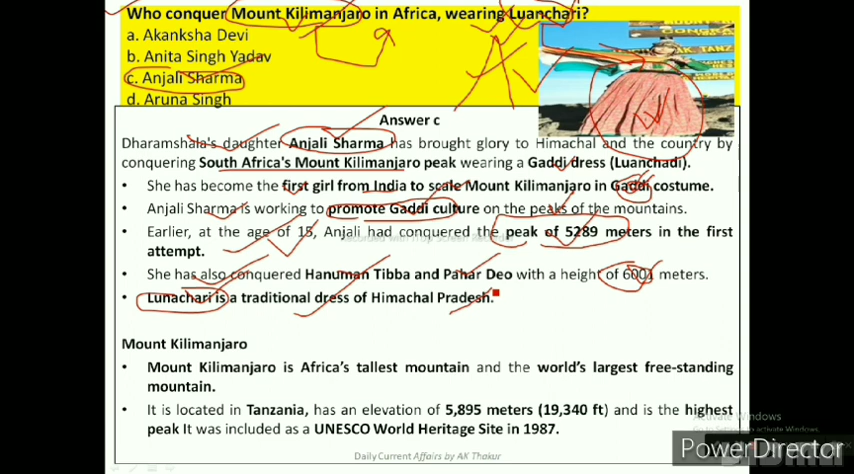 Who conquer Mount Kilimanjaro in Africa, wearing Luanchari?
a. Akanksha Devi
b. Anita Singh Yadav
c. Anjali Sharma
d. Aruna Singh
Answer c
Dharamshala's daughter Anjali Sharma has brought glory to Himachal and the country by
conquering South Africa's Mount Kilimanjaro peak wearing a Gaddi dress (Luanchadi).
• She has become the first girl from India to scale Mount Kilimanjaro in Gaddi costume.
• Anjali Sharma is working to promote Gaddi culture on the peaks of the mountains.
• Earlier, at the age of 15, Anjali had conquered the peak of 5289 meters in the first
attempt.
• She has also conquered Hanuman Tibba and Pahar Deo with a height of 6001 meters.
• Lunachari is a traditional dress of Himachal Pradesh.
Mount Kilimanjaro
• Mount Kilimanjaro is Africa's tallest mountain and the world's largest free-standing
mountain.
• It is located in Tanzania, has an elevation of 5,895 meters (19,340 ft) and is the highest
peak It was included as a UNESCO World Heritage Site in 1987.
Activate Windows
Go to Settings to activate Windows.
PowerDirector
Daily Current Affairs by AK Thakur